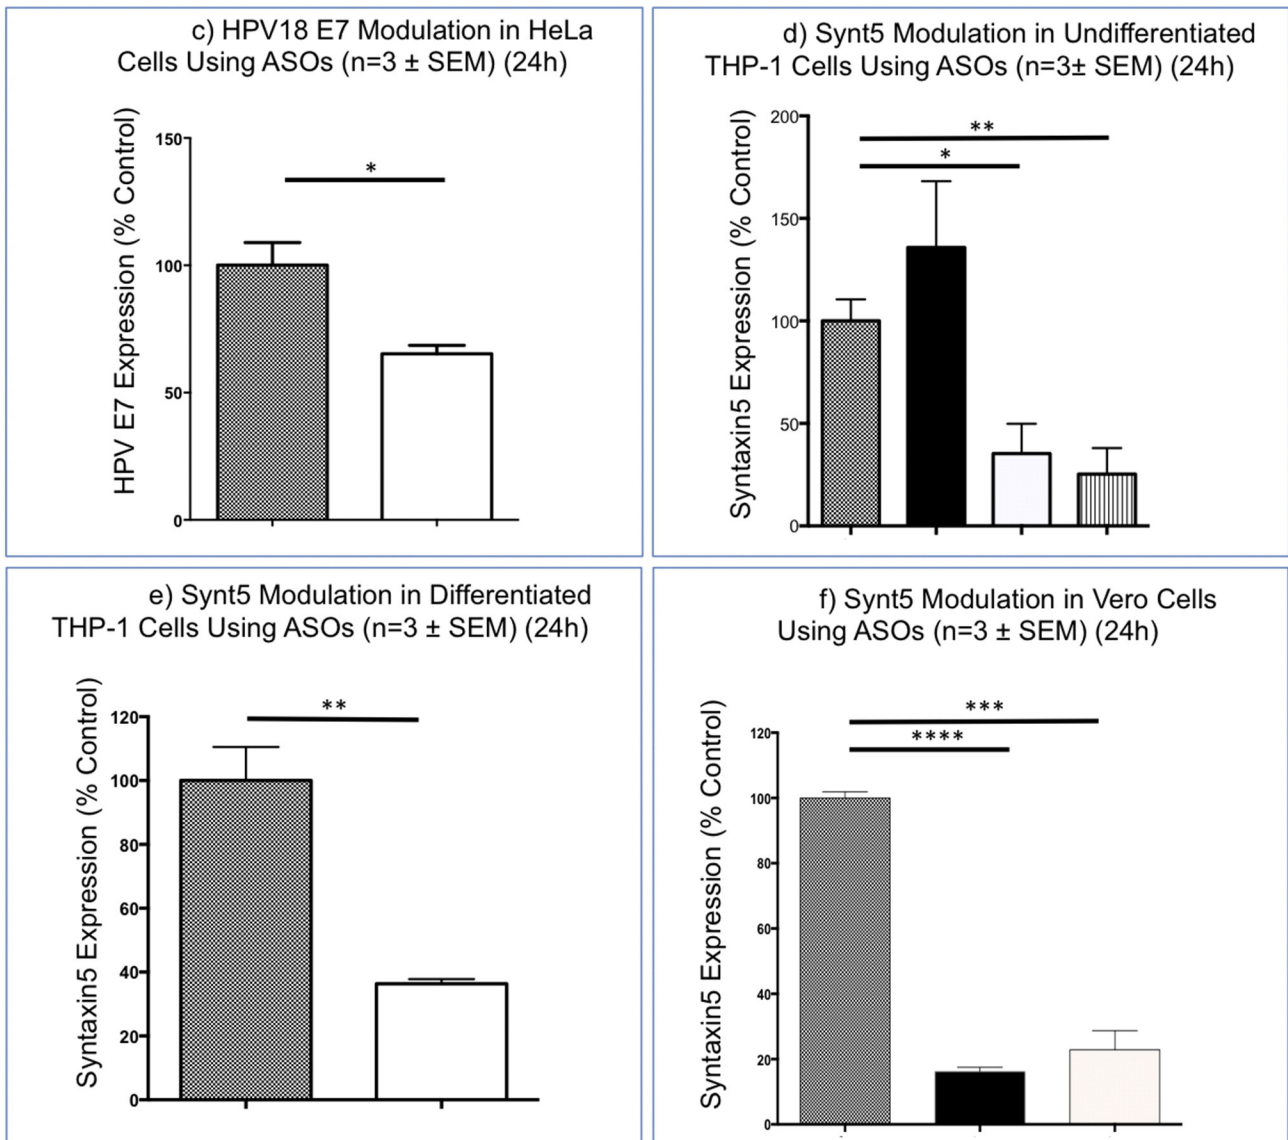 c) HPV18 E7 Modulation in HeLa
Cells Using ASOs (n=3 ± SEM) (24h)
HPV E7 Expression (% Control)
150
100
50
0
*
d) Synt5 Modulation in Undifferentiated
THP-1 Cells Using ASOs (n=3± SEM) (24h)
Syntaxin5 Expression (% Control)
200
150
100
50
0
**
*
e) Synt5 Modulation in Differentiated
THP-1 Cells Using ASOs (n=3 ± SEM) (24h)
Syntaxin5 Expression (% Control)
120
100
80
60
40
20
0
**
f) Synt5 Modulation in Vero Cells
Using ASOs (n=3 ± SEM) (24h)
Syntaxin5 Expression (% Control)
120
100
80
60
40
20
0
***
****